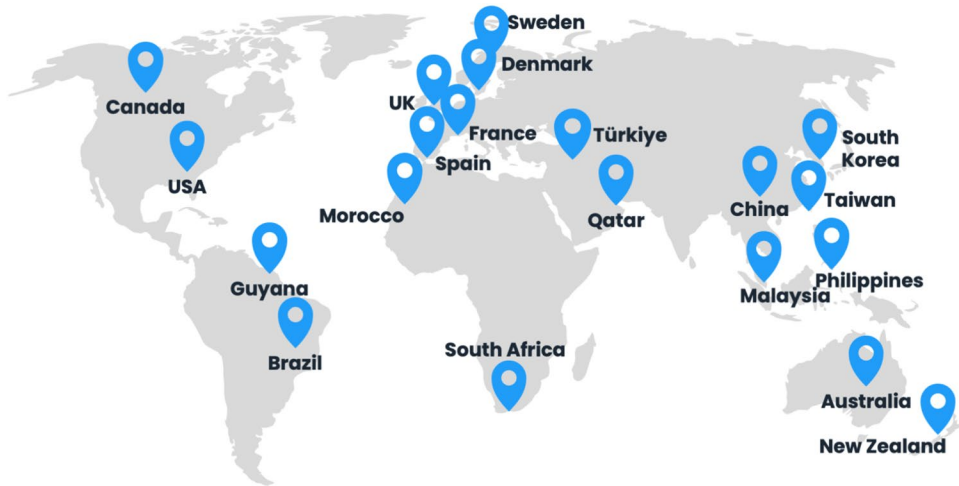 Sweden
Denmark
Canada
UK
France
Türkiye
South
Korea
Spain
USA
Taiwan
China
Morocco
Qatar
Philippines
Guyana
Malaysia
South Africa
Brazil
Australia
New Zealand